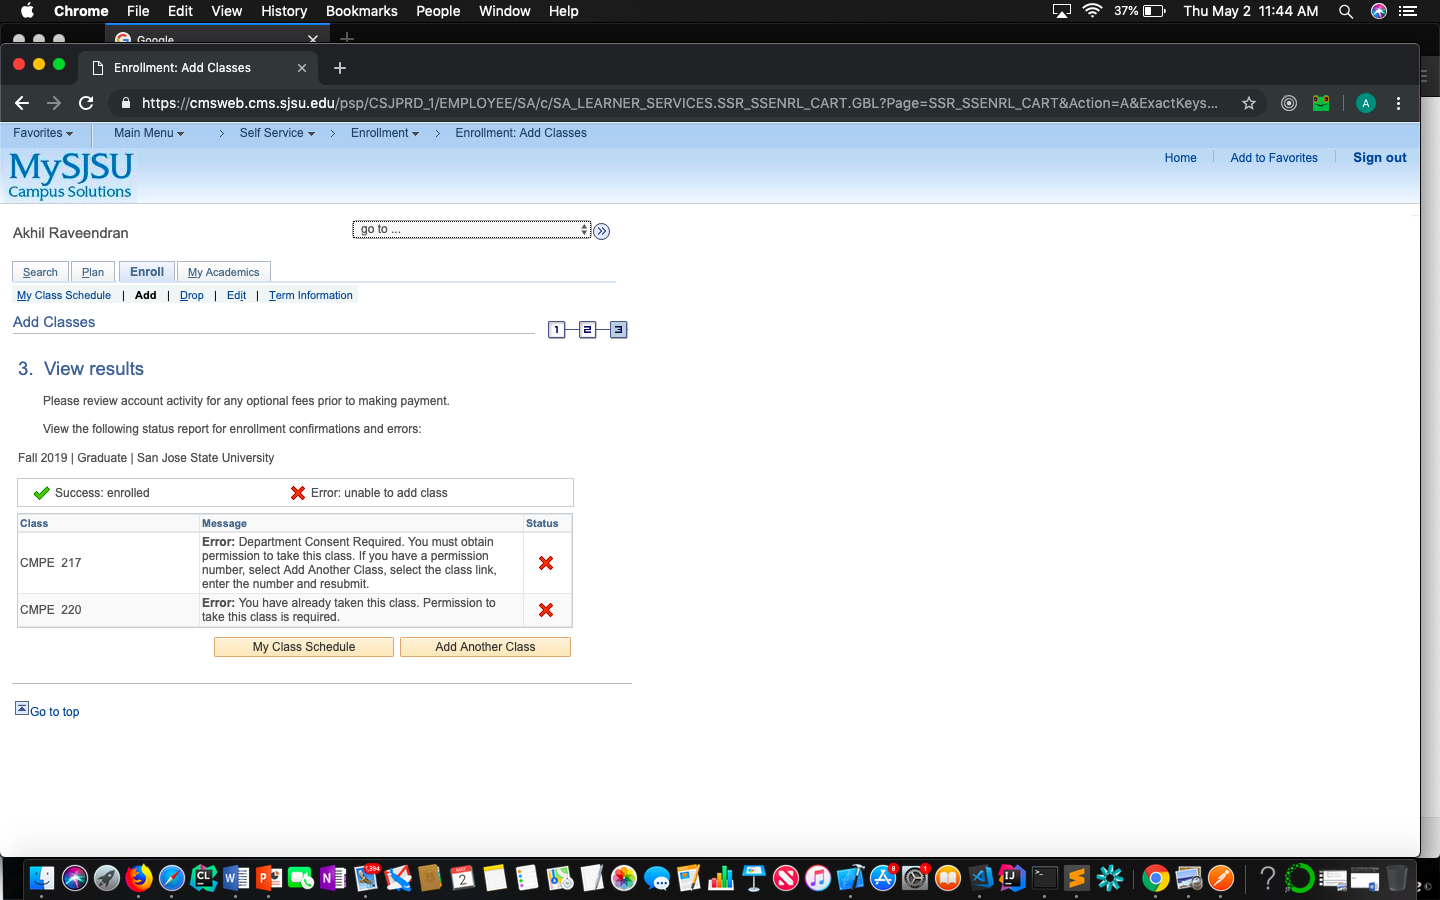 Chrome File Edit View History Bookmarks People Window Help 37% Thu May 2 11:44 AM
Google
Enrollment: Add Classes
https://cmsweb.cms.sjsu.edu/psp/CSJPRD_1/EMPLOYEE/SA/c/SA_LEARNER_SERVICES.SSR_SSENRL_CART.GBL?Page=SSR_SSENRL_CART&Action=A&ExactKeys... A
Favorites Main Menu > Self Service > Enrollment > Enrollment: Add Classes
MySJSU
Campus Solutions
Home Add to Favorites Sign out
Akhil Raveendran
go to ...
Search Plan Enroll My Academics
My Class Schedule | Add | Drop | Edit | Term Information
Add Classes
1 2 3
3. View results
Please review account activity for any optional fees prior to making payment.
View the following status report for enrollment confirmations and errors:
Fall 2019 | Graduate | San Jose State University
Success: enrolled Error: unable to add class
Class Message Status
CMPE 217
Error: Department Consent Required. You must obtain
permission to take this class. If you have a permission
number, select Add Another Class, select the class link,
enter the number and resubmit.
CMPE 220
Error: You have already taken this class. Permission to
take this class is required.
My Class Schedule Add Another Class
Go to top
CL W P N 1,394 2 8 1 IJ